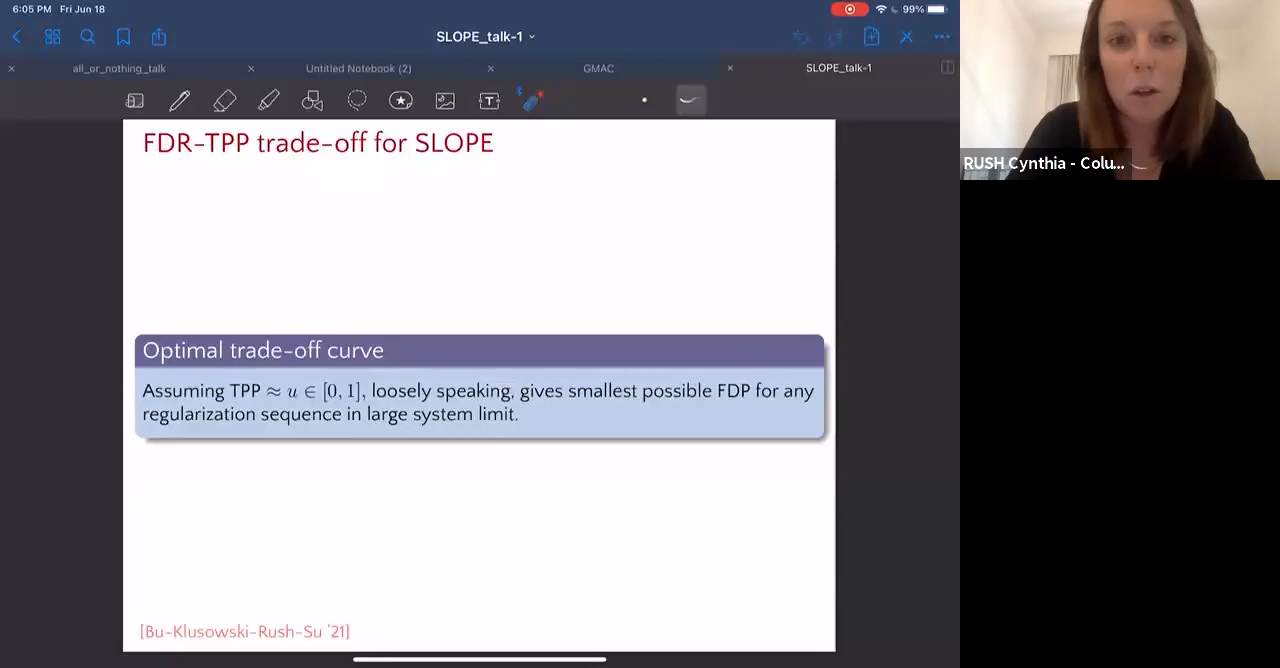 6:05 PM Fri Jun 18
99%
SLOPE_talk-1
all_or_nothing_talk
Untitled Notebook (2)
GMAC
SLOPE_talk-1
FDR-TPP trade-off for SLOPE
Optimal trade-off curve
Assuming TPP ≈ u ∈ [0, 1], loosely speaking, gives smallest possible FDP for any
regularization sequence in large system limit.
[Bu-Klusowski-Rush-Su '21]
RUSH Cynthia - Colu...